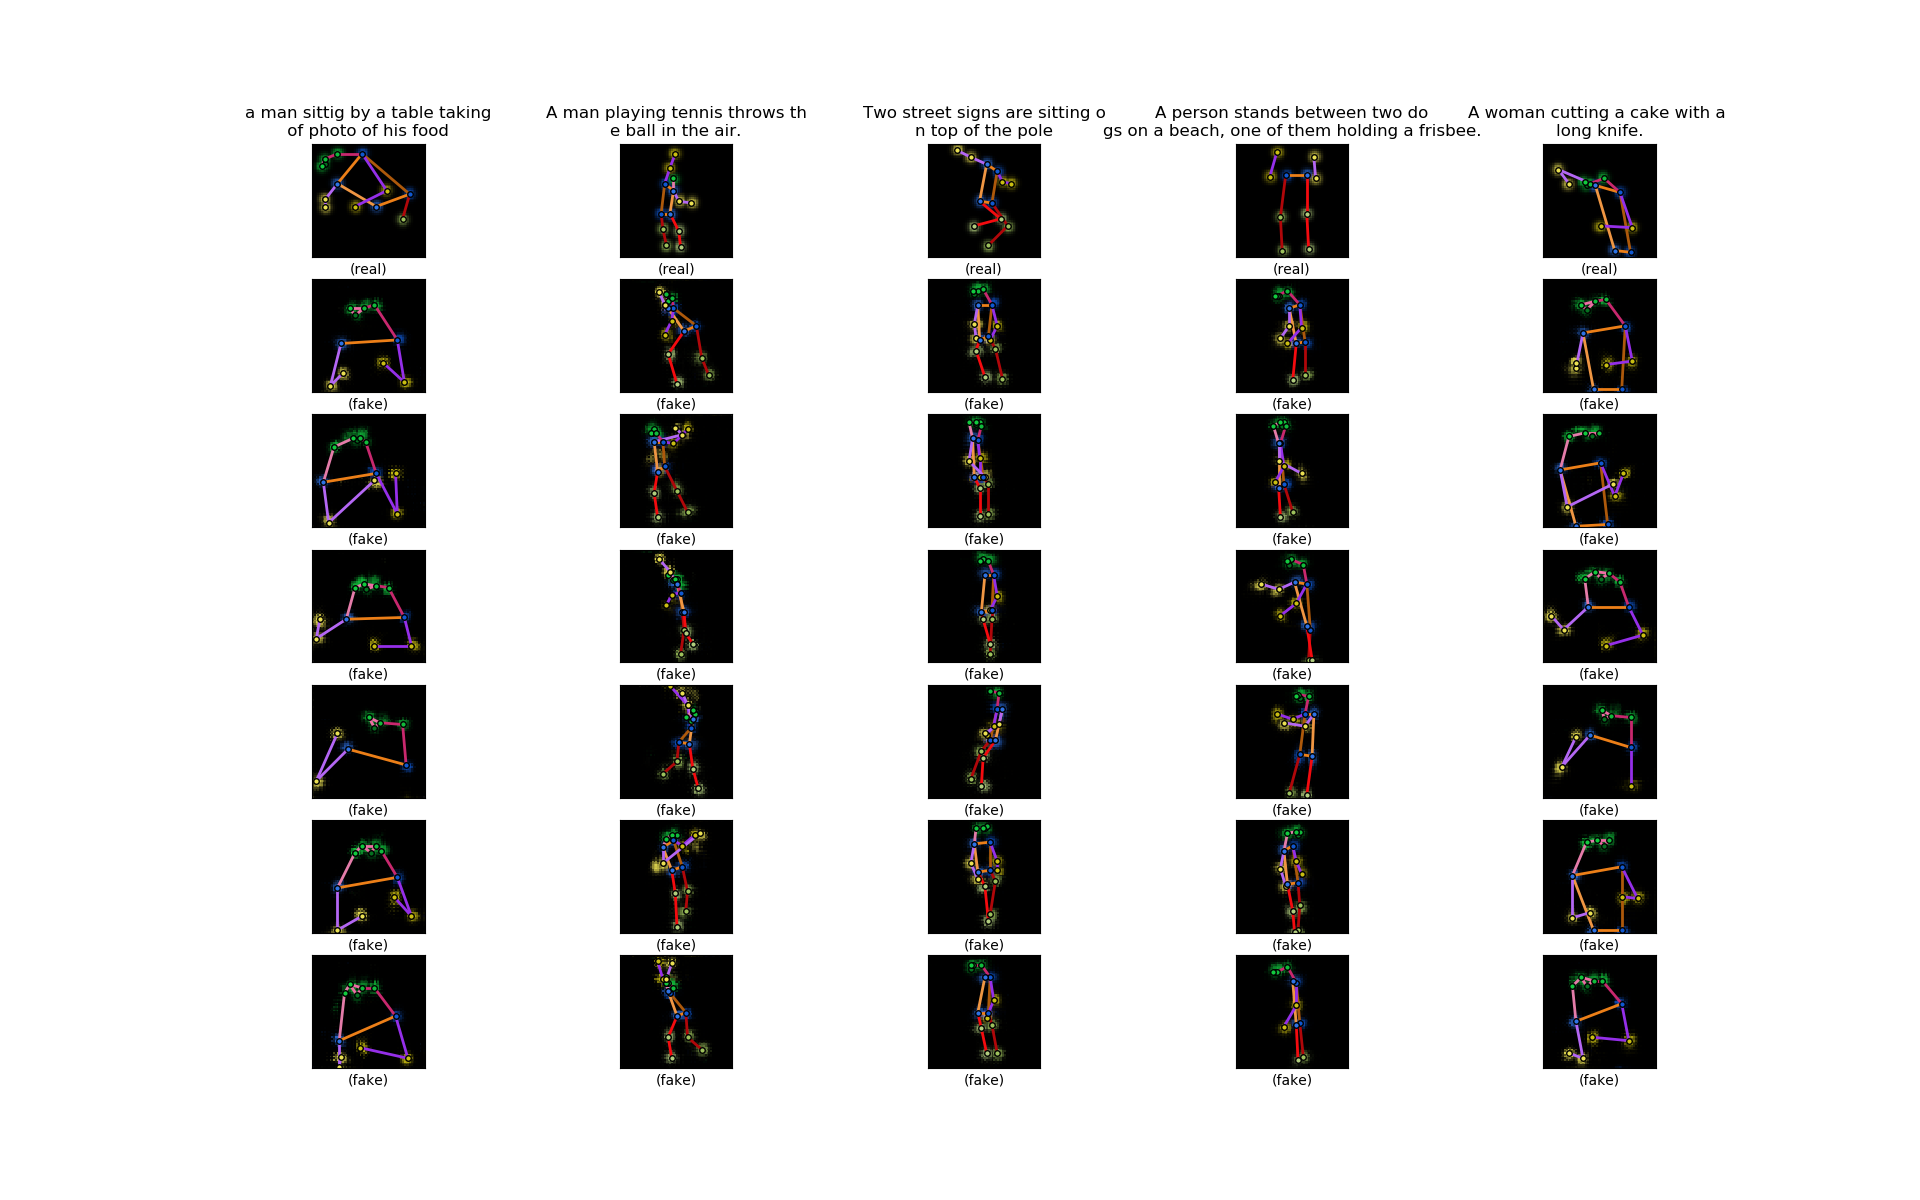 a man sittig by a table taking
of photo of his food
A man playing tennis throws th
e ball in the air.
Two street signs are sitting o
n top of the pole
A person stands between two do
gs on a beach, one of them holding a frisbee.
A woman cutting a cake with a
long knife.
(real) (real) (real) (real) (real)
(fake) (fake) (fake) (fake) (fake)
(fake) (fake) (fake) (fake) (fake)
(fake) (fake) (fake) (fake) (fake)
(fake) (fake) (fake) (fake) (fake)
(fake) (fake) (fake) (fake) (fake)
(fake) (fake) (fake) (fake) (fake)